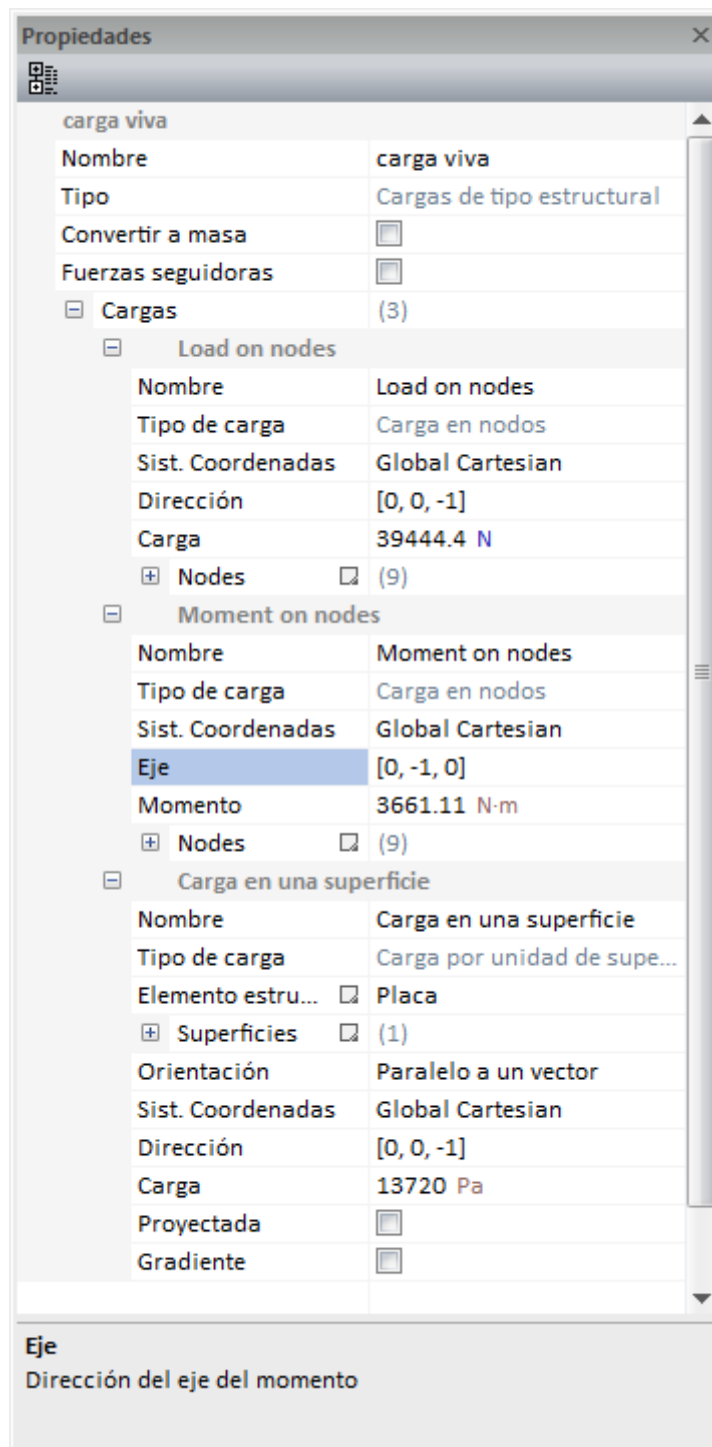 Propiedades
carga viva
Nombre carga viva
Tipo Cargas de tipo estructural
Convertir a masa
Fuerzas seguidoras
Cargas (3)
Load on nodes
Nombre Load on nodes
Tipo de carga Carga en nodos
Sist. Coordenadas Global Cartesian
Dirección [0, 0, -1]
Carga 39444.4 N
Nodes (9)
Moment on nodes
Nombre Moment on nodes
Tipo de carga Carga en nodos
Sist. Coordenadas Global Cartesian
Eje [0, -1, 0]
Momento 3661.11 N·m
Nodes (9)
Carga en una superficie
Nombre Carga en una superficie
Tipo de carga Carga por unidad de supe...
Elemento estru... Placa
Superficies (1)
Orientación Paralelo a un vector
Sist. Coordenadas Global Cartesian
Dirección [0, 0, -1]
Carga 13720 Pa
Proyectada
Gradiente
Eje
Dirección del eje del momento